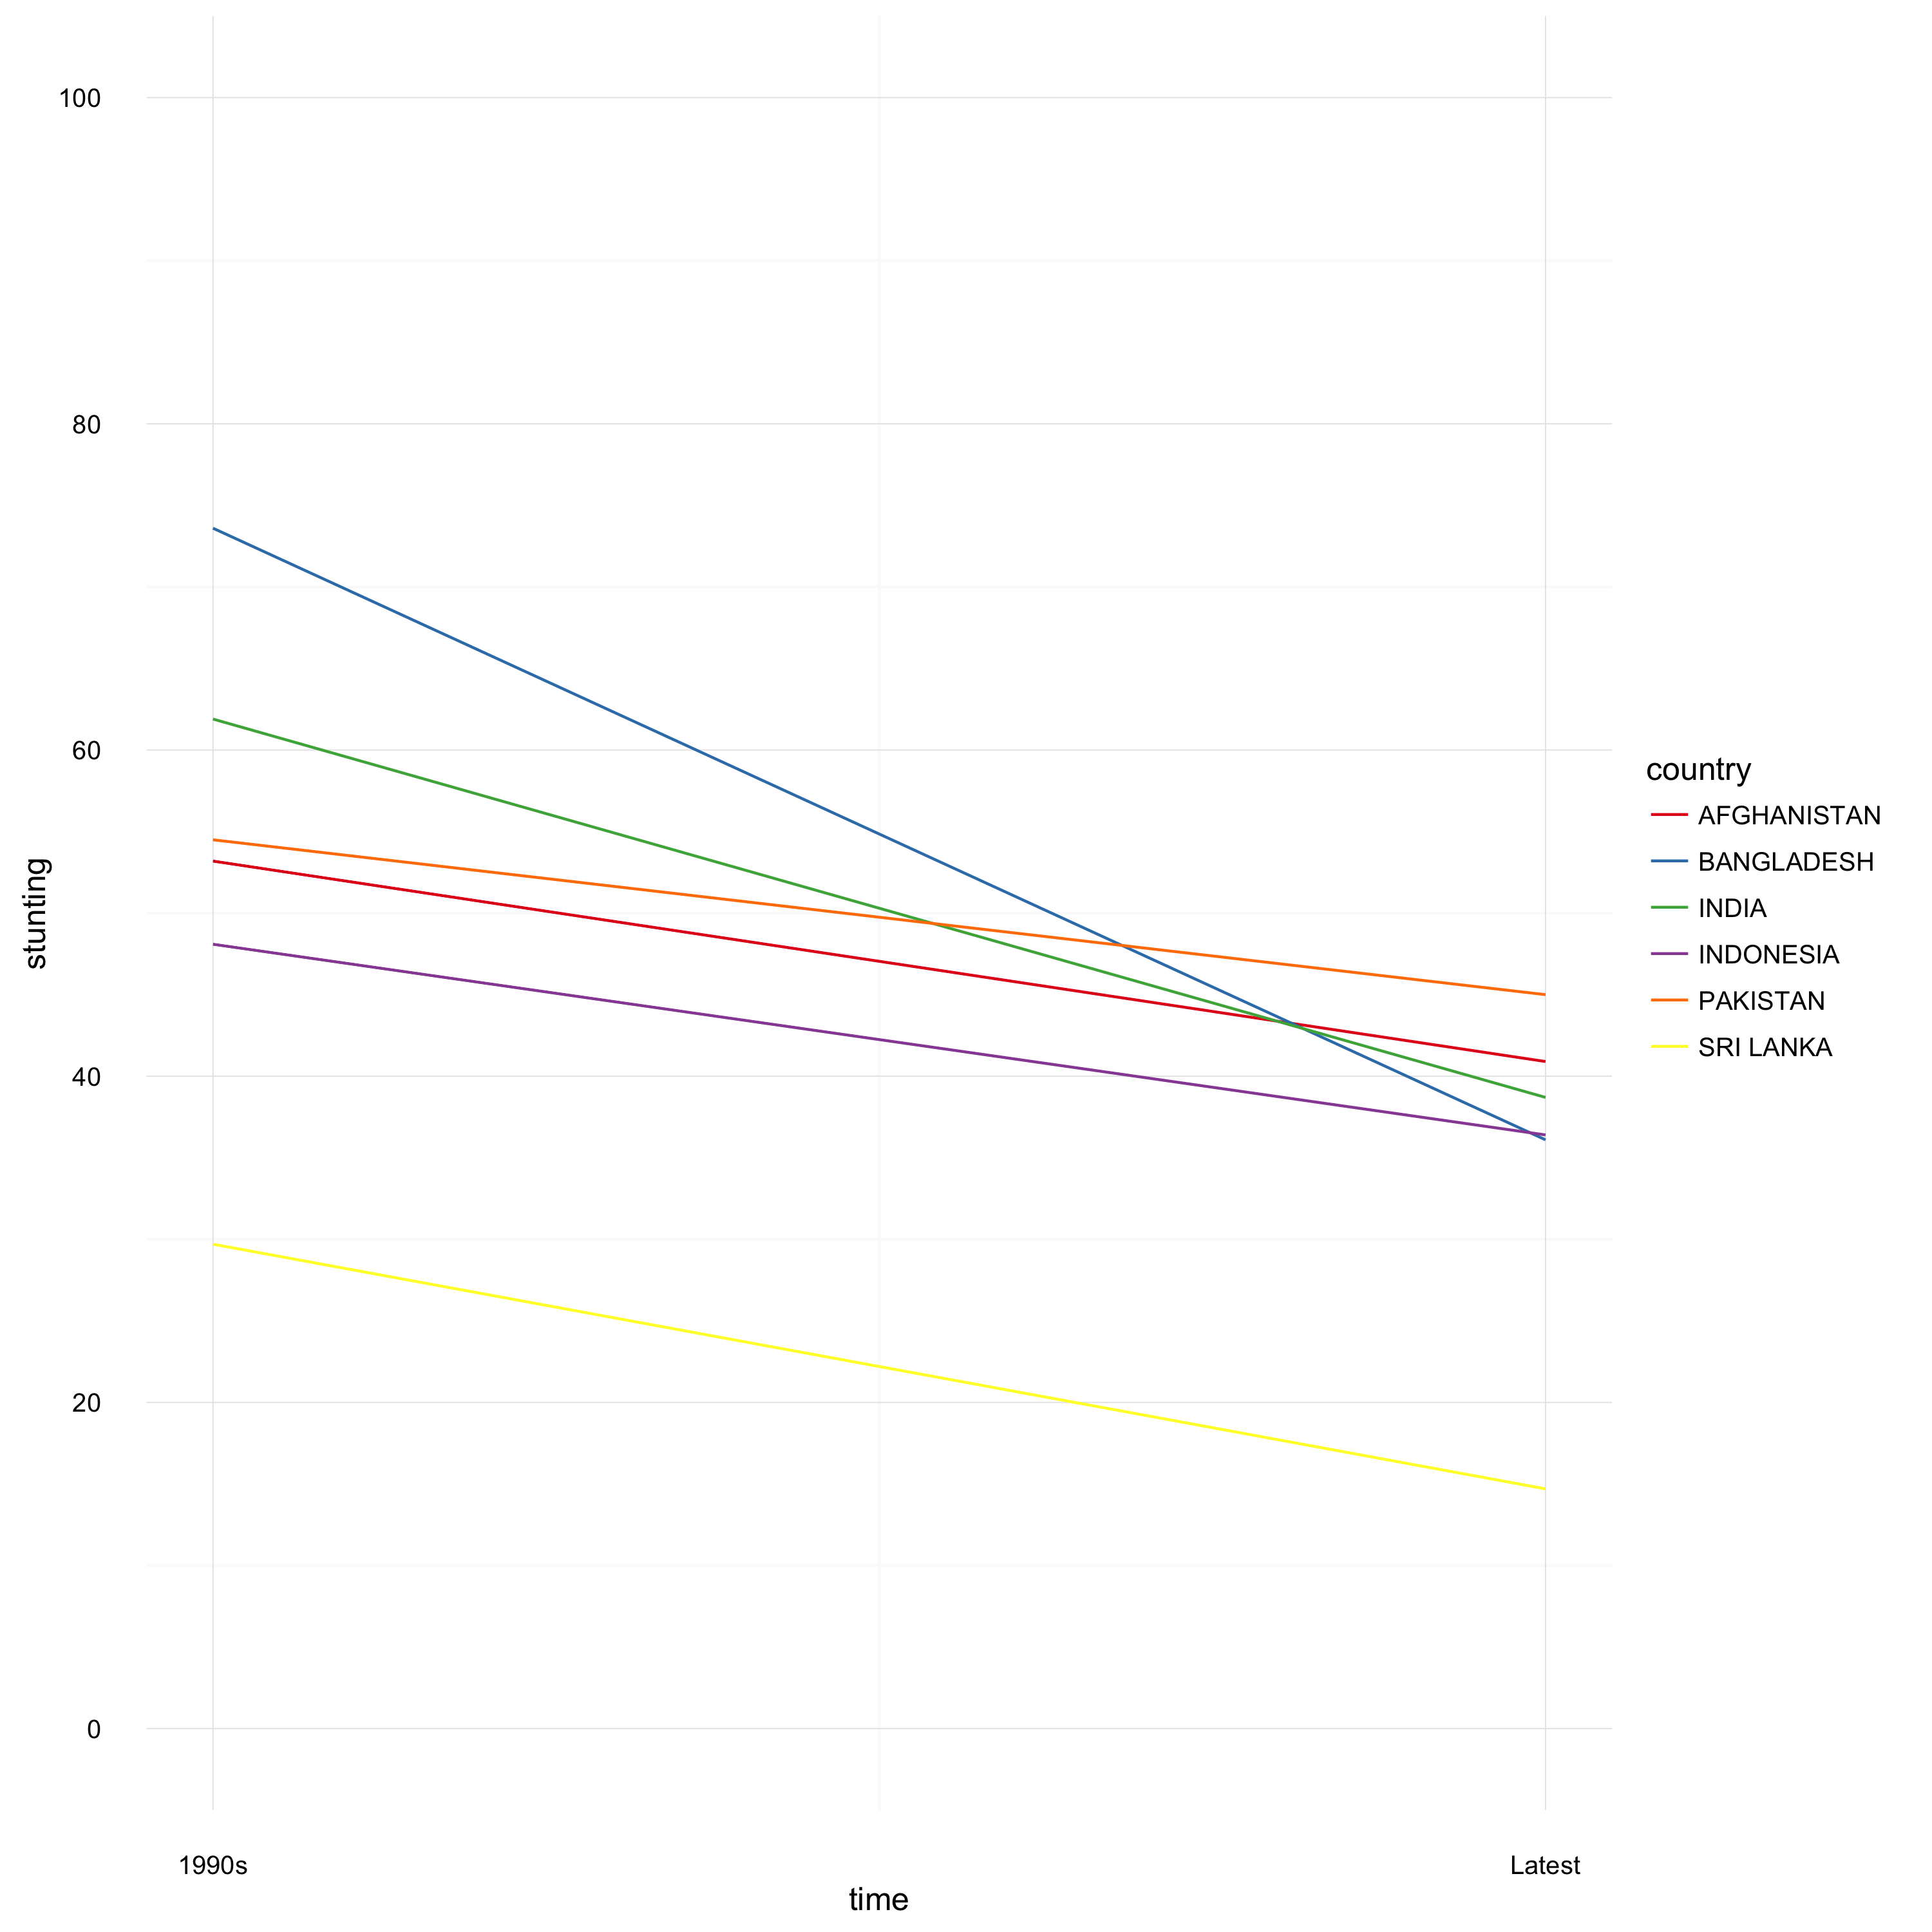 100
80
60
40
20
0
stunting
1990s
Latest
time
country
AFGHANISTAN
BANGLADESH
INDIA
INDONESIA
PAKISTAN
SRI LANKA